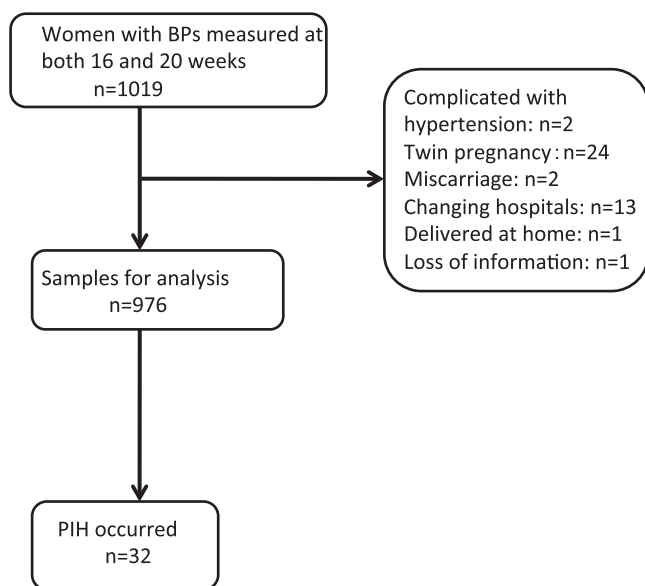 Women with BPs measured at
both 16 and 20 weeks
n=1019
Complicated with
hypertension: n=2
Twin pregnancy：n=24
Miscarriage: n=2
Changing hospitals: n=13
Delivered at home: n=1
Loss of information: n=1
Samples for analysis
n=976
PIH occurred
n=32